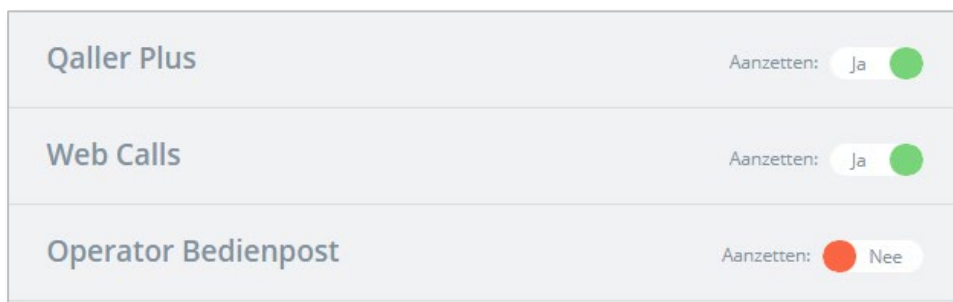 Qaller Plus Aanzetten: Ja
Web Calls Aanzetten: Ja
Operator Bedienpost Aanzetten: Nee